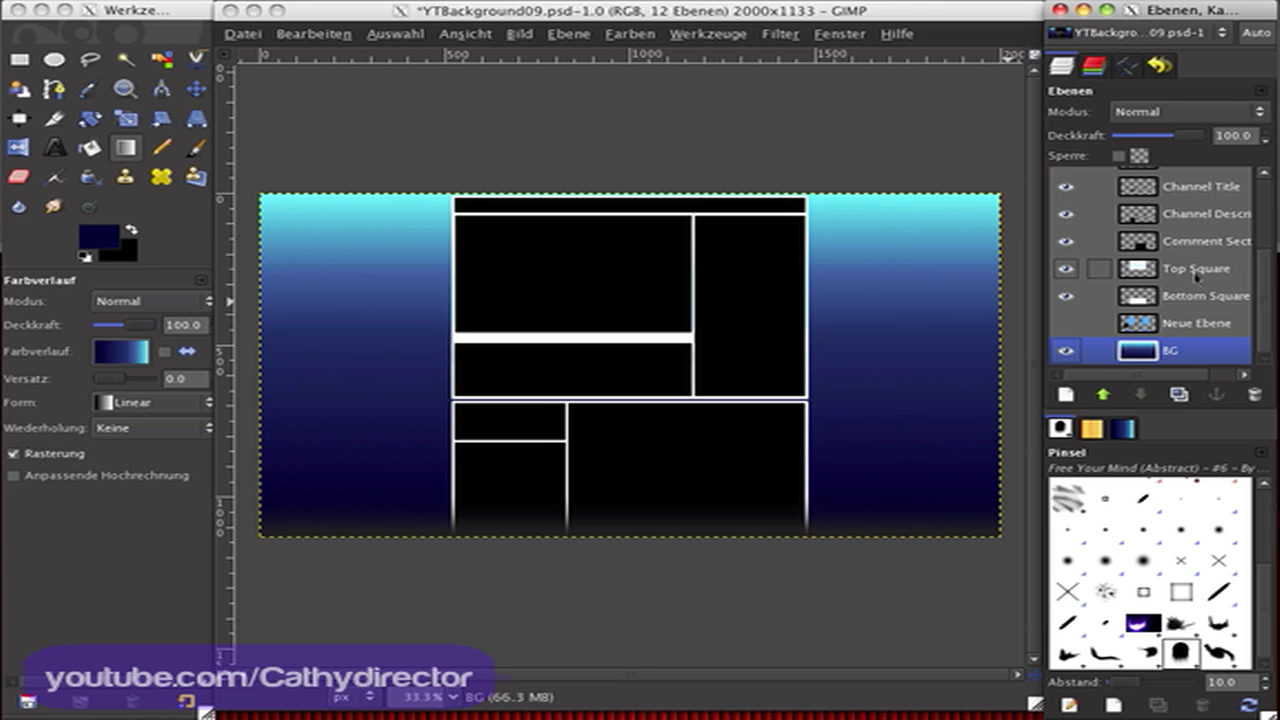 Werkze...
*YTBackground09.psd-1.0 (RGB, 12 Ebenen) 2000x1133 – GIMP
Ebenen, Ka...
Datei Bearbeiten Auswahl Ansicht Bild Ebene Farben Werkzeuge Filter Fenster Hilfe
YTBackgro...09.psd-1
Auto
0 500 1000 1500
Ebenen
Modus: Normal
Deckkraft: 100.0
Sperre:
Channel Title
Channel Descri
Comment Sect
Top Square
Bottom Square
Neue Ebene
BG
Farbverlauf
Modus: Normal
Deckkraft: 100.0
Farbverlauf:
Versatz: 0.0
Form: Linear
Wiederholung: Keine
Rasterung
Anpassende Hochrechnung
Pinsel
Free Your Mind (Abstract) – #6 – By ...
Abstand: 10.0
youtube.com/Cathydirector
px 33.3% BG (66.3 MB)